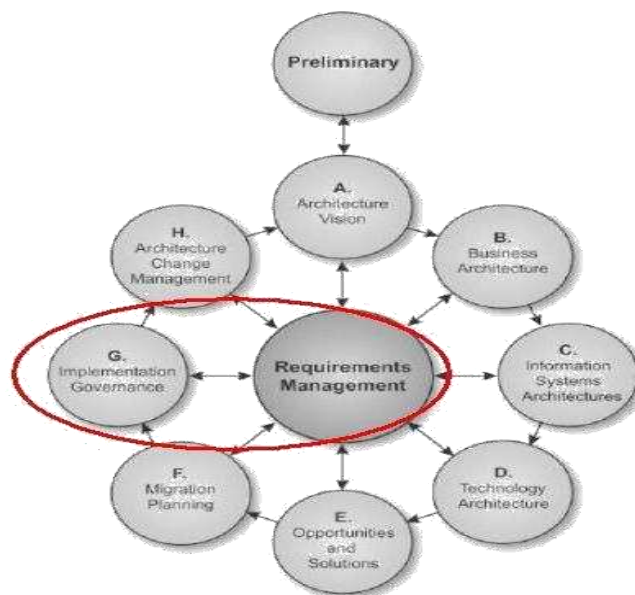 Preliminary
A.
Architecture
Vision
H.
Architecture
Change
Management
B.
Business
Architecture
G.
Implementation
Governance
Requirements
Management
C.
Information
Systems
Architectures
F.
Migration
Planning
D.
Technology
Architecture
E.
Opportunities
and
Solutions